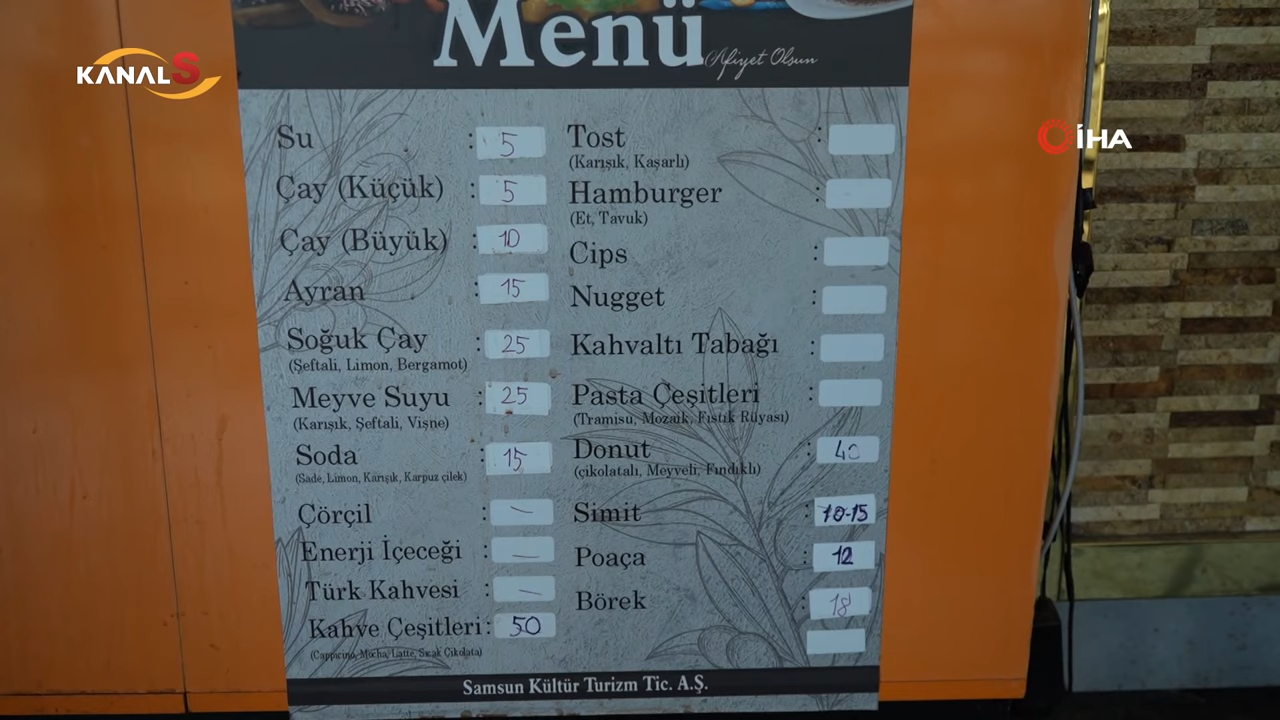 KANAL S
İHA
Menü
Afiyet Olsun
Su : 5
Çay (Küçük) : 5
Çay (Büyük) : 10
Ayran : 15
Soğuk Çay : 25
(Şeftali, Limon, Bergamot)
Meyve Suyu : 25
(Karışık, Şeftali, Vişne)
Soda : 15
(Sade, Limon, Karışık, Karpuz çilek)
Çörçil : —
Enerji İçeceği : —
Türk Kahvesi : —
Kahve Çeşitleri : 50
(Cappicino, Mocha, Latte, Sıcak Çikolata)
Tost :
(Karışık, Kaşarlı)
Hamburger :
(Et, Tavuk)
Cips :
Nugget :
Kahvaltı Tabağı :
Pasta Çeşitleri :
(Tramisu, Mozaik, Fıstık Rüyası)
Donut : 40
(çikolatalı, Meyveli, Fındıklı)
Simit : 10-15
Poaça : 12
Börek : 18
Samsun Kültür Turizm Tic. A.Ş.